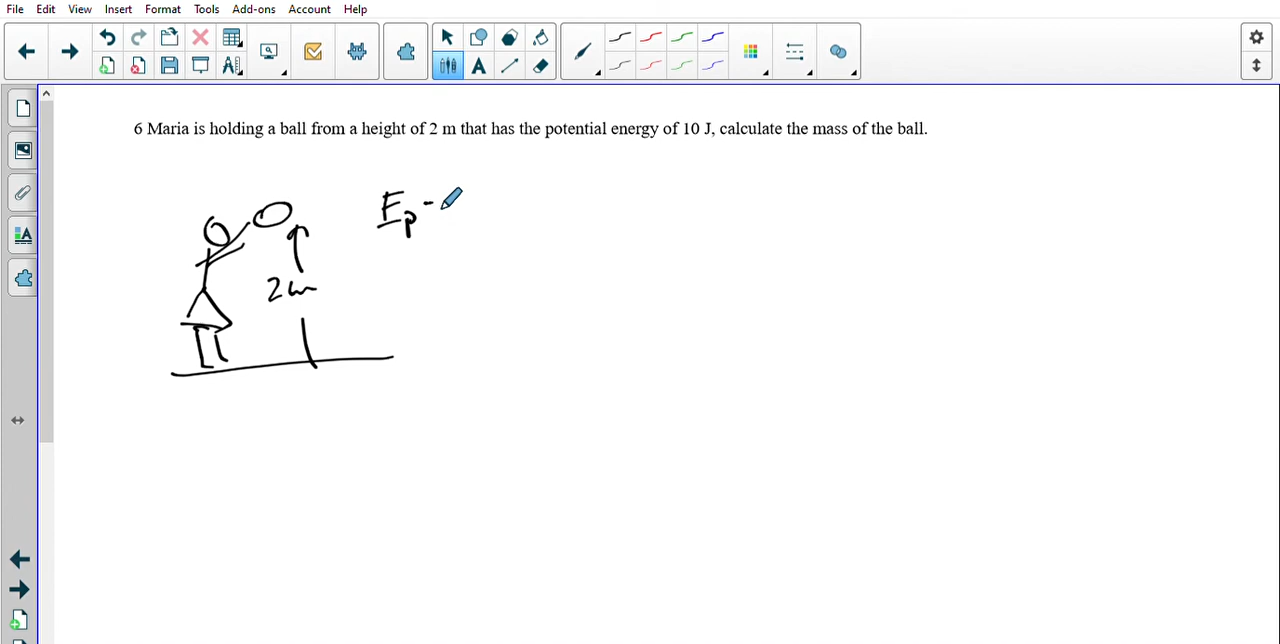 File Edit View Insert Format Tools Add-ons Account Help
6 Maria is holding a ball from a height of 2 m that has the potential energy of 10 J, calculate the mass of the ball.
Ep -
2m